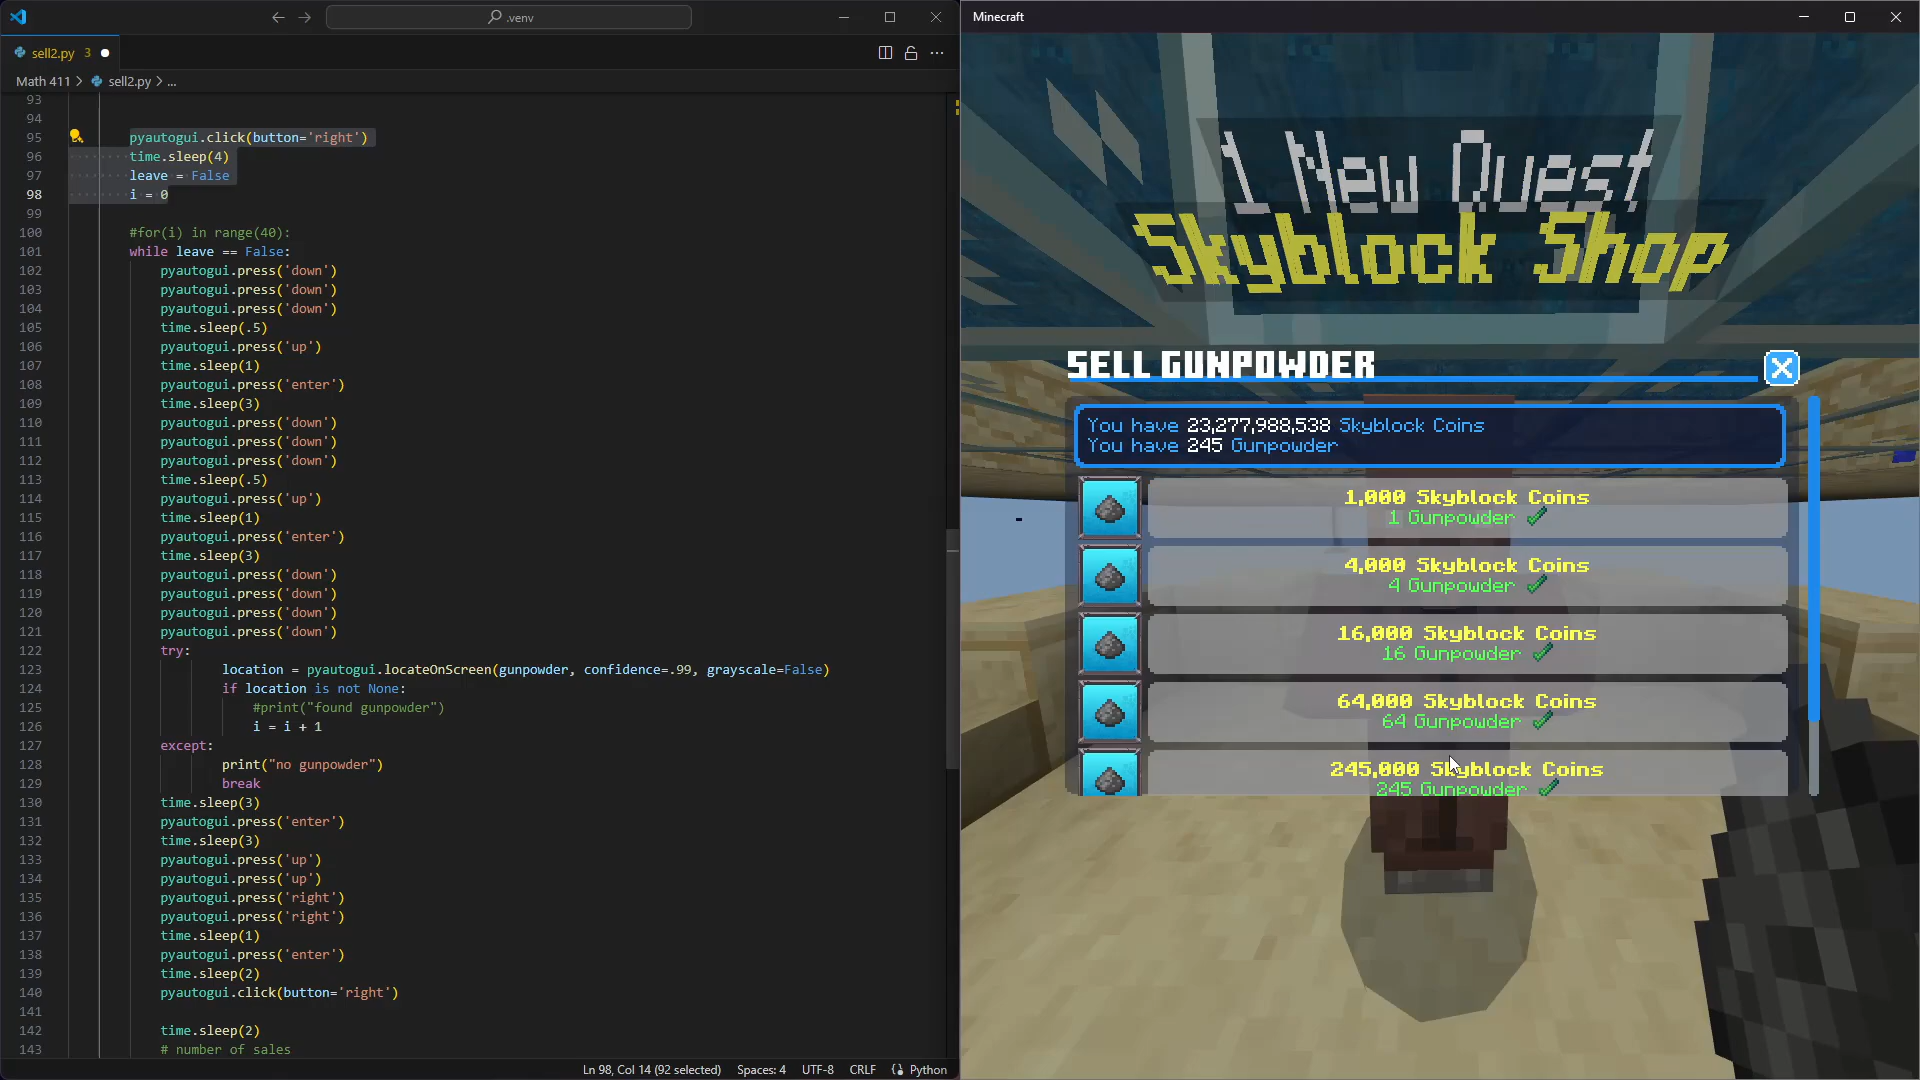 .venv
sell2.py 3
Math 411 > sell2.py > ...
93
94
95 pyautogui.click(button='right')
96 ········time.sleep(4)
97 ········leave = False
98 ········i = 0
99
100 #for(i) in range(40):
101 while leave == False:
102 pyautogui.press('down')
103 pyautogui.press('down')
104 pyautogui.press('down')
105 time.sleep(.5)
106 pyautogui.press('up')
107 time.sleep(1)
108 pyautogui.press('enter')
109 time.sleep(3)
110 pyautogui.press('down')
111 pyautogui.press('down')
112 pyautogui.press('down')
113 time.sleep(.5)
114 pyautogui.press('up')
115 time.sleep(1)
116 pyautogui.press('enter')
117 time.sleep(3)
118 pyautogui.press('down')
119 pyautogui.press('down')
120 pyautogui.press('down')
121 pyautogui.press('down')
122 try:
123 location = pyautogui.locateOnScreen(gunpowder, confidence=.99, grayscale=False)
124 if location is not None:
125 #print("found gunpowder")
126 i = i + 1
127 except:
128 print("no gunpowder")
129 break
130 time.sleep(3)
131 pyautogui.press('enter')
132 time.sleep(3)
133 pyautogui.press('up')
134 pyautogui.press('up')
135 pyautogui.press('right')
136 pyautogui.press('right')
137 time.sleep(1)
138 pyautogui.press('enter')
139 time.sleep(2)
140 pyautogui.click(button='right')
141
142 time.sleep(2)
143 # number of sales
Ln 98, Col 14 (92 selected) Spaces: 4 UTF-8 CRLF Python
Minecraft
1 New Quest
Skyblock Shop
SELL GUNPOWDER
You have 23,277,988,538 Skyblock Coins
You have 245 Gunpowder
1,000 Skyblock Coins
1 Gunpowder
4,000 Skyblock Coins
4 Gunpowder
16,000 Skyblock Coins
16 Gunpowder
64,000 Skyblock Coins
64 Gunpowder
245,000 Skyblock Coins
245 Gunpowder